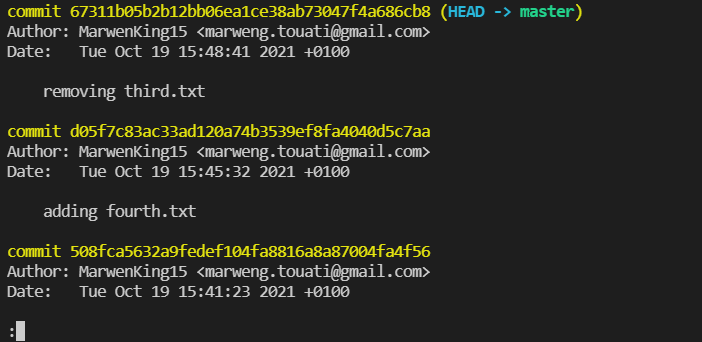 commit 67311b05b2b12bb06ea1ce38ab73047f4a686cb8 (HEAD -> master)
Author: MarwenKing15 <marweng.touati@gmail.com>
Date:   Tue Oct 19 15:48:41 2021 +0100
    removing third.txt
commit d05f7c83ac33ad120a74b3539ef8fa4040d5c7aa
Author: MarwenKing15 <marweng.touati@gmail.com>
Date:   Tue Oct 19 15:45:32 2021 +0100
    adding fourth.txt
commit 508fca5632a9fedef104fa8816a8a87004fa4f56
Author: MarwenKing15 <marweng.touati@gmail.com>
Date:   Tue Oct 19 15:41:23 2021 +0100
: